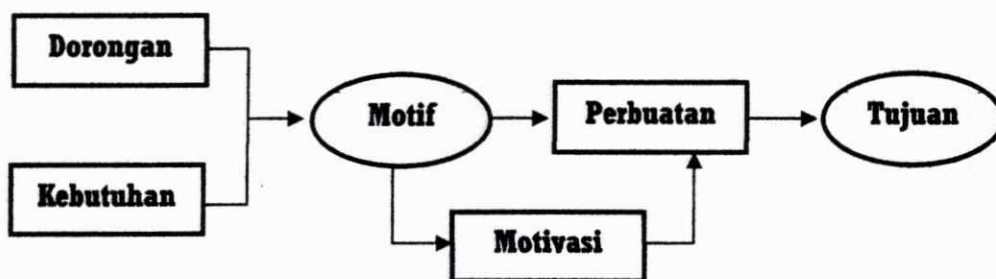 Dorongan
Kebutuhan
Motif
Perbuatan
Tujuan
Motivasi